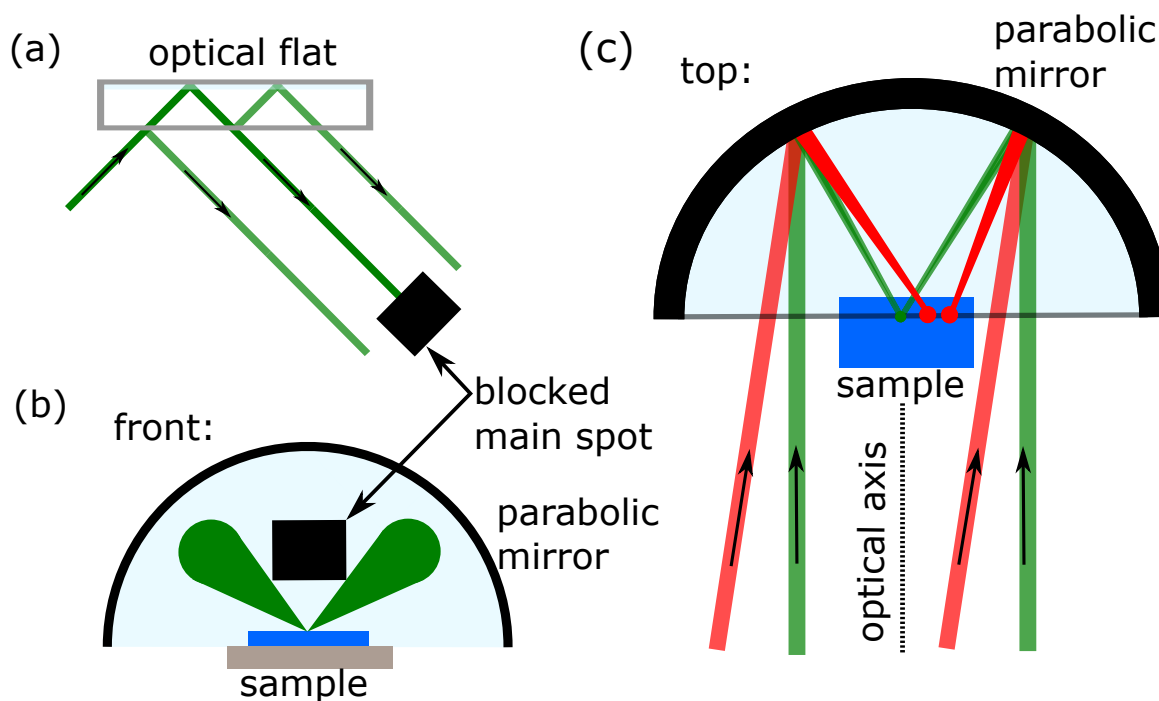 (a)
optical flat
blocked
main spot
(b)
front:
parabolic
mirror
sample
(c)
top:
parabolic
mirror
sample
optical axis